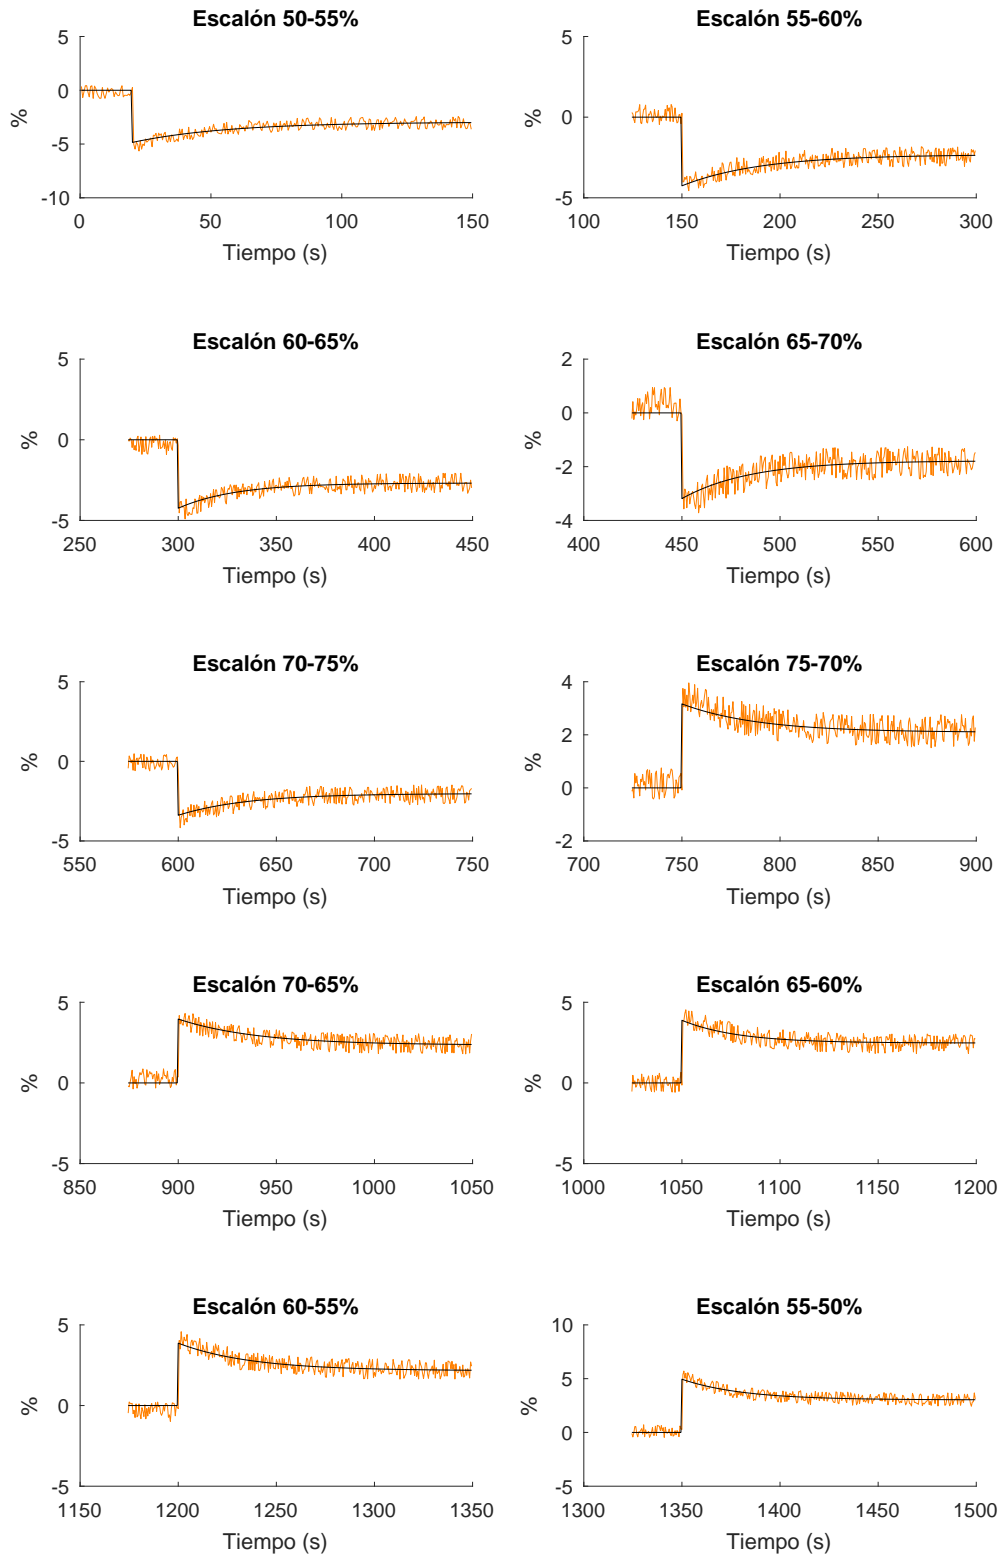 Escalón 50-55%
5
0
-5
-10
%
0 50 100 150
Tiempo (s)
Escalón 55-60%
5
0
-5
%
100 150 200 250 300
Tiempo (s)
Escalón 60-65%
5
0
-5
%
250 300 350 400 450
Tiempo (s)
Escalón 65-70%
2
0
-2
-4
%
400 450 500 550 600
Tiempo (s)
Escalón 70-75%
5
0
-5
%
550 600 650 700 750
Tiempo (s)
Escalón 75-70%
4
2
0
-2
%
700 750 800 850 900
Tiempo (s)
Escalón 70-65%
5
0
-5
%
850 900 950 1000 1050
Tiempo (s)
Escalón 65-60%
5
0
-5
%
1000 1050 1100 1150 1200
Tiempo (s)
Escalón 60-55%
5
0
-5
%
1150 1200 1250 1300 1350
Tiempo (s)
Escalón 55-50%
10
5
0
-5
%
1300 1350 1400 1450 1500
Tiempo (s)